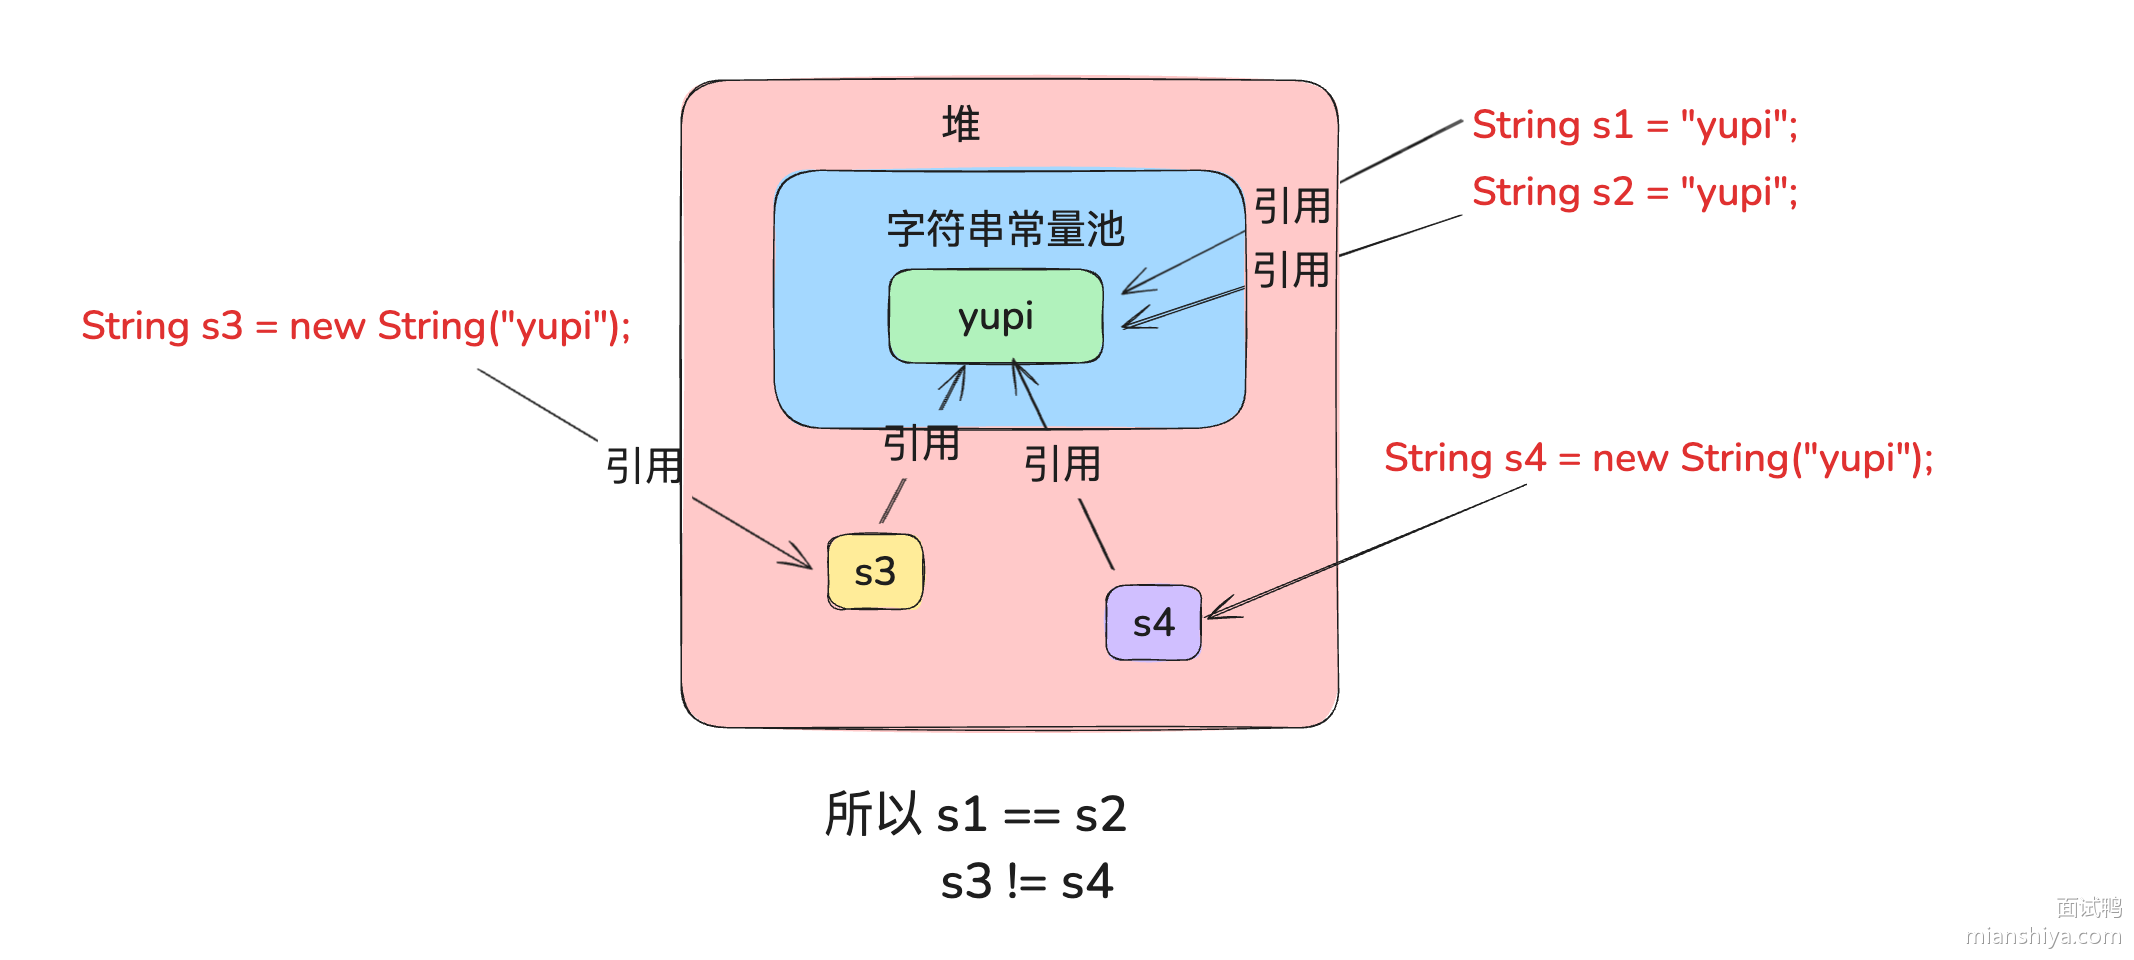 堆
String s1 = "yupi";
引用
String s2 = "yupi";
字符串常量池
引用
yupi
String s3 = new String("yupi");
引用
引用
引用
String s4 = new String("yupi");
s3
s4
所以 s1 == s2
s3 != s4
面试鸭
mianshiya.com